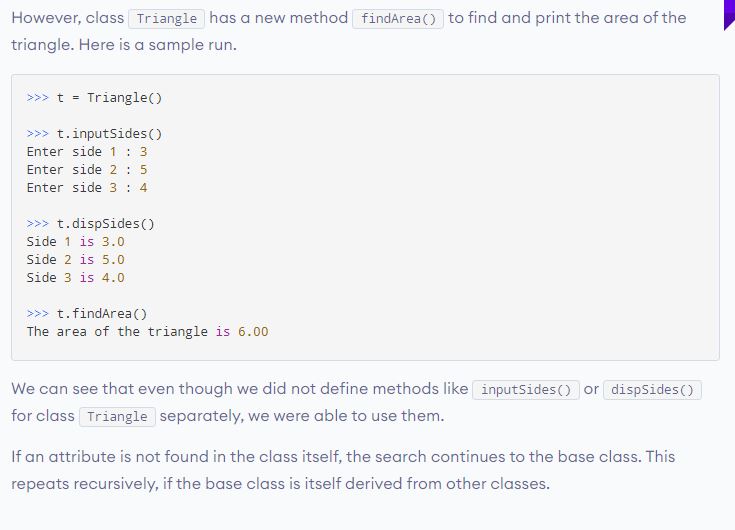 However, class Triangle has a new method findArea() to find and print the area of the
triangle. Here is a sample run.
>>> t = Triangle()
>>> t.inputSides()
Enter side 1 : 3
Enter side 2 : 5
Enter side 3 : 4
>>> t.dispSides()
Side 1 is 3.0
Side 2 is 5.0
Side 3 is 4.0
>>> t.findArea()
The area of the triangle is 6.00
We can see that even though we did not define methods like inputSides() or dispSides()
for class Triangle separately, we were able to use them.
If an attribute is not found in the class itself, the search continues to the base class. This
repeats recursively, if the base class is itself derived from other classes.